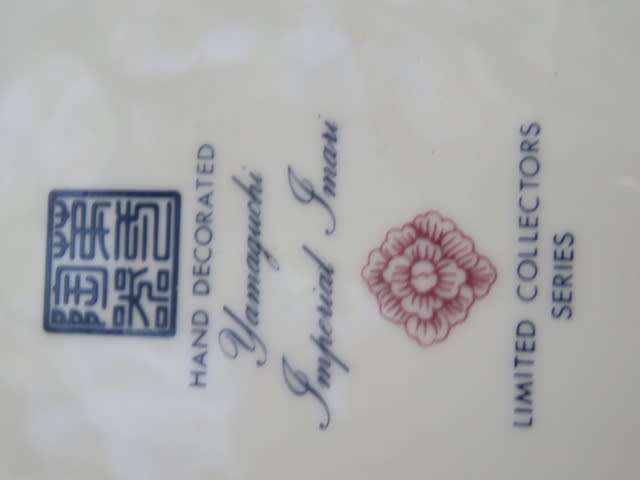 HAND DECORATED
Yamaguchi
Imperial Imari
LIMITED COLLECTORS
SERIES